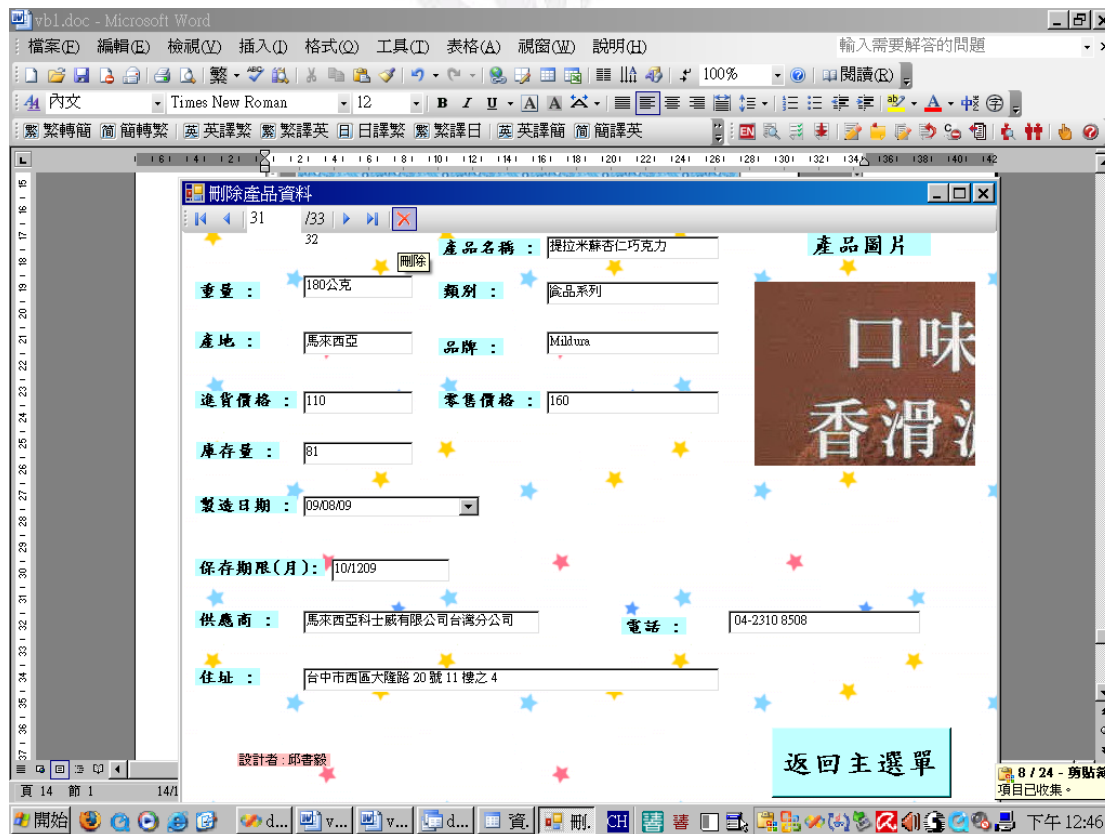 vb1.doc - Microsoft Word
檔案(F) 編輯(E) 檢視(V) 插入(I) 格式(O) 工具(T) 表格(A) 視窗(W) 說明(H) 輸入需要解答的問題
繁 100% 閱讀(R)
內文 Times New Roman 12 B I U A A A
繁轉簡 簡轉繁 英譯繁 繁譯英 日譯繁 繁譯日 英譯簡 簡譯英
刪除產品資料
31 /33
32
刪除
產品名稱 : 提拉米蘇杏仁巧克力
產品圖片
重量 : 180公克 類別 : 食品系列
產地 : 馬來西亞 品牌 : Mildura
口味
香滑
進貨價格 : 110 零售價格 : 160
庫存量 : 81
製造日期 : 09/08/09
保存期限(月): 10/1209
供應商 : 馬來西亞科士威有限公司台灣分公司 電話 : 04-2310 8508
住址 : 台中市西區大隆路 20 號 11 樓之 4
設計者 : 邱書毅
返回主選單
8 / 24 - 剪貼簿
項目已收集。
頁 14 節 1 14/1
開始 d... v... v... d... 資. 刪. CH 下午 12:46